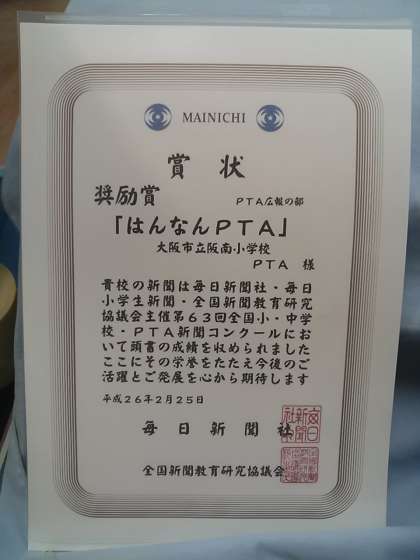 MAINICHI
賞状
奨励賞
PTA広報の部
「はんなんPTA」
大阪市立阪南小学校
PTA 様
貴校の新聞は毎日新聞社・毎日
小学生新聞・全国新聞教育研究
協議会主催第63回全国小・中学
校・PTA新聞コンクールにお
いて頭書の成績を収められました
ここにその栄誉をたたえ今後のご
活躍とご発展を心から期待します
平成26年2月25日
毎日新聞社
全国新聞教育研究協議会